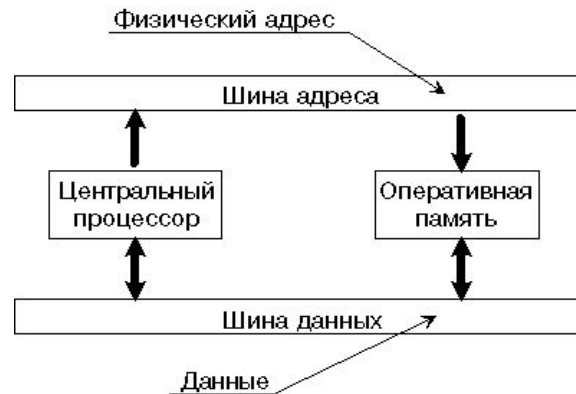 Физический адрес
Шина адреса
Центральный
процессор
Оперативная
память
Шина данных
Данные